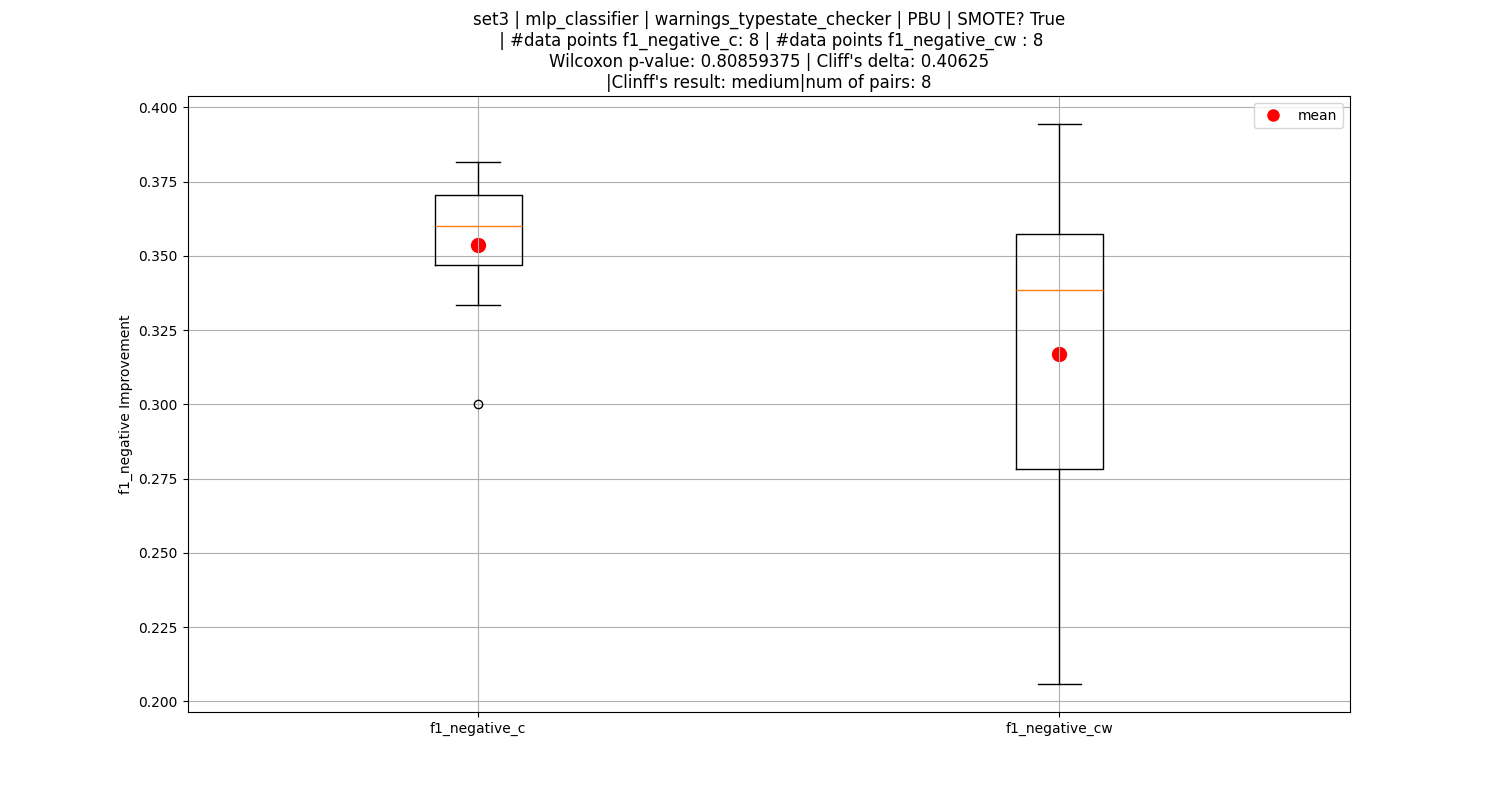 set3 | mlp_classifier | warnings_typestate_checker | PBU | SMOTE? True
| #data points f1_negative_c: 8 | #data points f1_negative_cw : 8
Wilcoxon p-value: 0.80859375 | Cliff's delta: 0.40625
|Clinff's result: medium|num of pairs: 8
mean
f1_negative Improvement
0.400
0.375
0.350
0.325
0.300
0.275
0.250
0.225
0.200
f1_negative_c
f1_negative_cw